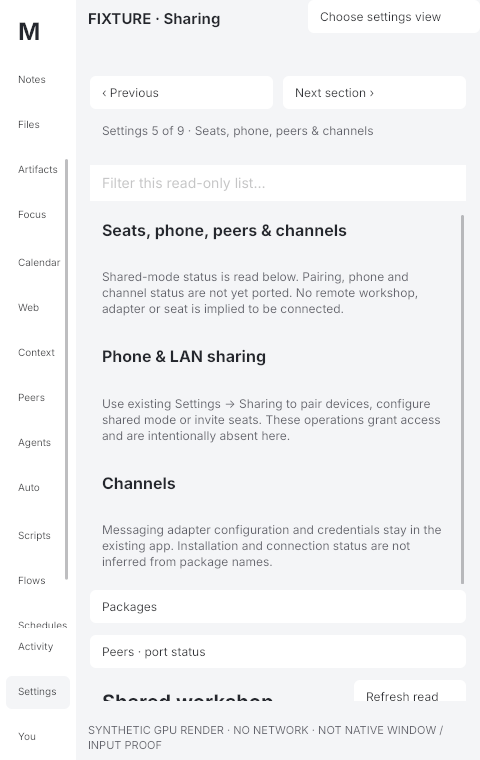 M
Notes
Files
Artifacts
Focus
Calendar
Web
Context
Peers
Agents
Auto
Scripts
Flows
Schedules
Activity
Settings
You
FIXTURE · Sharing
Choose settings view
‹ Previous
Next section ›
Settings 5 of 9 · Seats, phone, peers & channels
Filter this read-only list...
Seats, phone, peers & channels
Shared-mode status is read below. Pairing, phone and
channel status are not yet ported. No remote workshop,
adapter or seat is implied to be connected.
Phone & LAN sharing
Use existing Settings → Sharing to pair devices, configure
shared mode or invite seats. These operations grant access
and are intentionally absent here.
Channels
Messaging adapter configuration and credentials stay in the
existing app. Installation and connection status are not
inferred from package names.
Packages
Peers · port status
Shared workshop
Refresh read
SYNTHETIC GPU RENDER · NO NETWORK · NOT NATIVE WINDOW /
INPUT PROOF